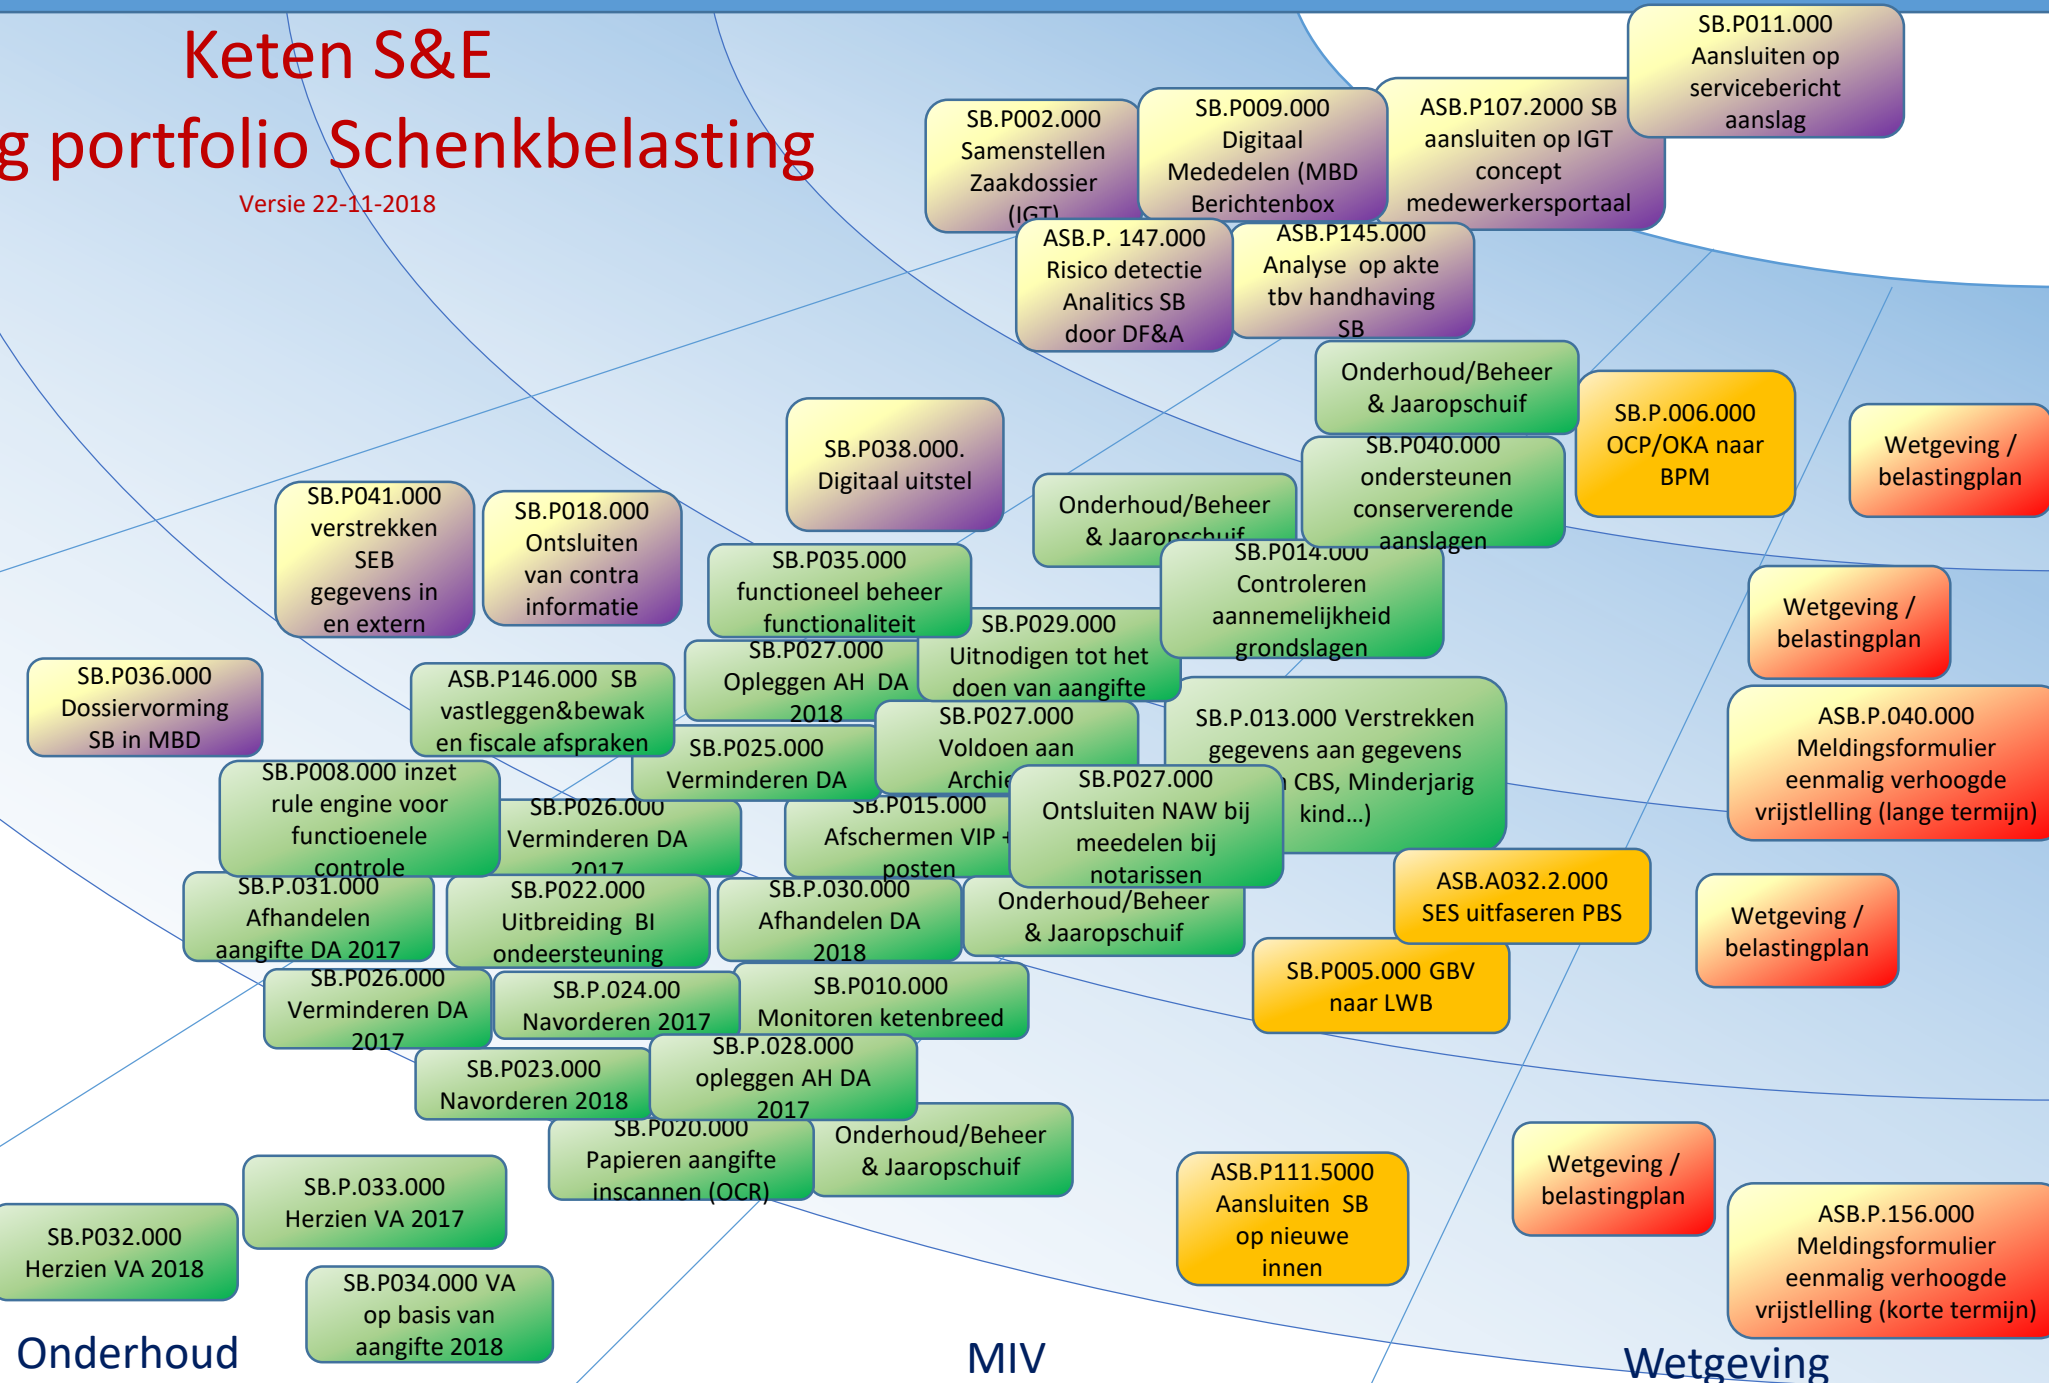 Keten S&E
g portfolio Schenkbelasting
Versie 22-11-2018
SB.P011.000
Aansluiten op
servicebericht
aanslag
SB.P002.000
Samenstellen
Zaakdossier
(IGT)
SB.P009.000
Digitaal
Mededelen (MBD
Berichtenbox
ASB.P107.2000 SB
aansluiten op IGT
concept
medewerkersportaal
ASB.P. 147.000
Risico detectie
Analitics SB
door DF&A
ASB.P145.000
Analyse op akte
tbv handhaving
SB
Onderhoud/Beheer
& Jaaropschuif
SB.P.006.000
OCP/OKA naar
BPM
Wetgeving /
belastingplan
SB.P038.000.
Digitaal uitstel
SB.P040.000
ondersteunen
conserverende
aanslagen
Onderhoud/Beheer
& Jaaropschuif
SB.P041.000
verstrekken
SEB
gegevens in
en extern
SB.P018.000
Ontsluiten
van contra
informatie
SB.P035.000
functioneel beheer
functionaliteit
SB.P014.000
Controleren
aannemelijkheid
grondslagen
Wetgeving /
belastingplan
SB.P029.000
Uitnodigen tot het
doen van aangifte
SB.P027.000
Opleggen AH DA
2018
SB.P036.000
Dossiervorming
SB in MBD
ASB.P146.000 SB
vastleggen&bewak
en fiscale afspraken
SB.P.013.000 Verstrekken
gegevens aan gegevens
CBS, Minderjarig
kind...)
ASB.P.040.000
Meldingsformulier
eenmalig verhoogde
vrijstlelling (lange termijn)
SB.P027.000
Voldoen aan
Archie
SB.P025.000
Verminderen DA
SB.P008.000 inzet
rule engine voor
functioenele
controle
SB.P026.000
Verminderen DA
2017
SB.P015.000
Afschermen VIP +
posten
SB.P027.000
Ontsluiten NAW bij
meedelen bij
notarissen
ASB.A032.2.000
SES uitfaseren PBS
Wetgeving /
belastingplan
SB.P.031.000
Afhandelen
aangifte DA 2017
SB.P022.000
Uitbreiding BI
ondeersteuning
SB.P.030.000
Afhandelen DA
2018
Onderhoud/Beheer
& Jaaropschuif
SB.P005.000 GBV
naar LWB
SB.P026.000
Verminderen DA
2017
SB.P.024.00
Navorderen 2017
SB.P010.000
Monitoren ketenbreed
SB.P023.000
Navorderen 2018
SB.P.028.000
opleggen AH DA
2017
SB.P020.000
Papieren aangifte
inscannen (OCR)
Onderhoud/Beheer
& Jaaropschuif
ASB.P111.5000
Aansluiten SB
op nieuwe
innen
Wetgeving /
belastingplan
SB.P.033.000
Herzien VA 2017
SB.P032.000
Herzien VA 2018
SB.P034.000 VA
op basis van
aangifte 2018
ASB.P.156.000
Meldingsformulier
eenmalig verhoogde
vrijstlelling (korte termijn)
Onderhoud
MIV
Wetgeving